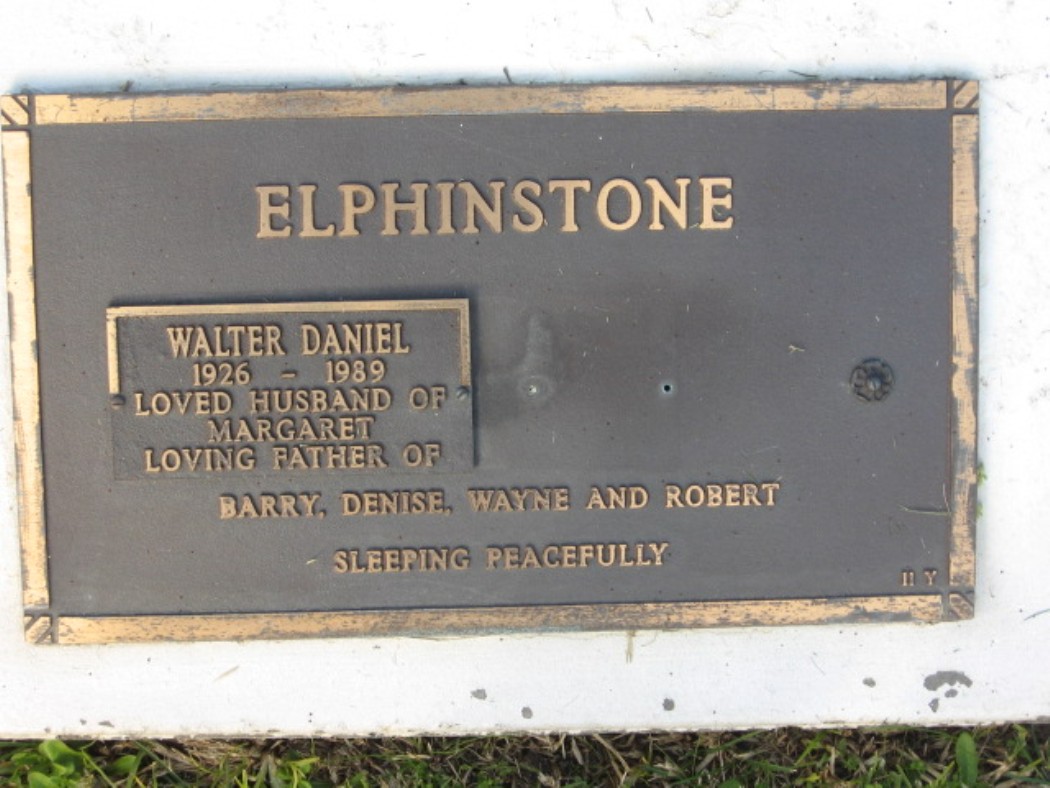 ELPHINSTONE
WALTER DANIEL
1926 - 1989
LOVED HUSBAND OF
MARGARET
LOVING FATHER OF
BARRY, DENISE, WAYNE AND ROBERT
SLEEPING PEACEFULLY
11 Y